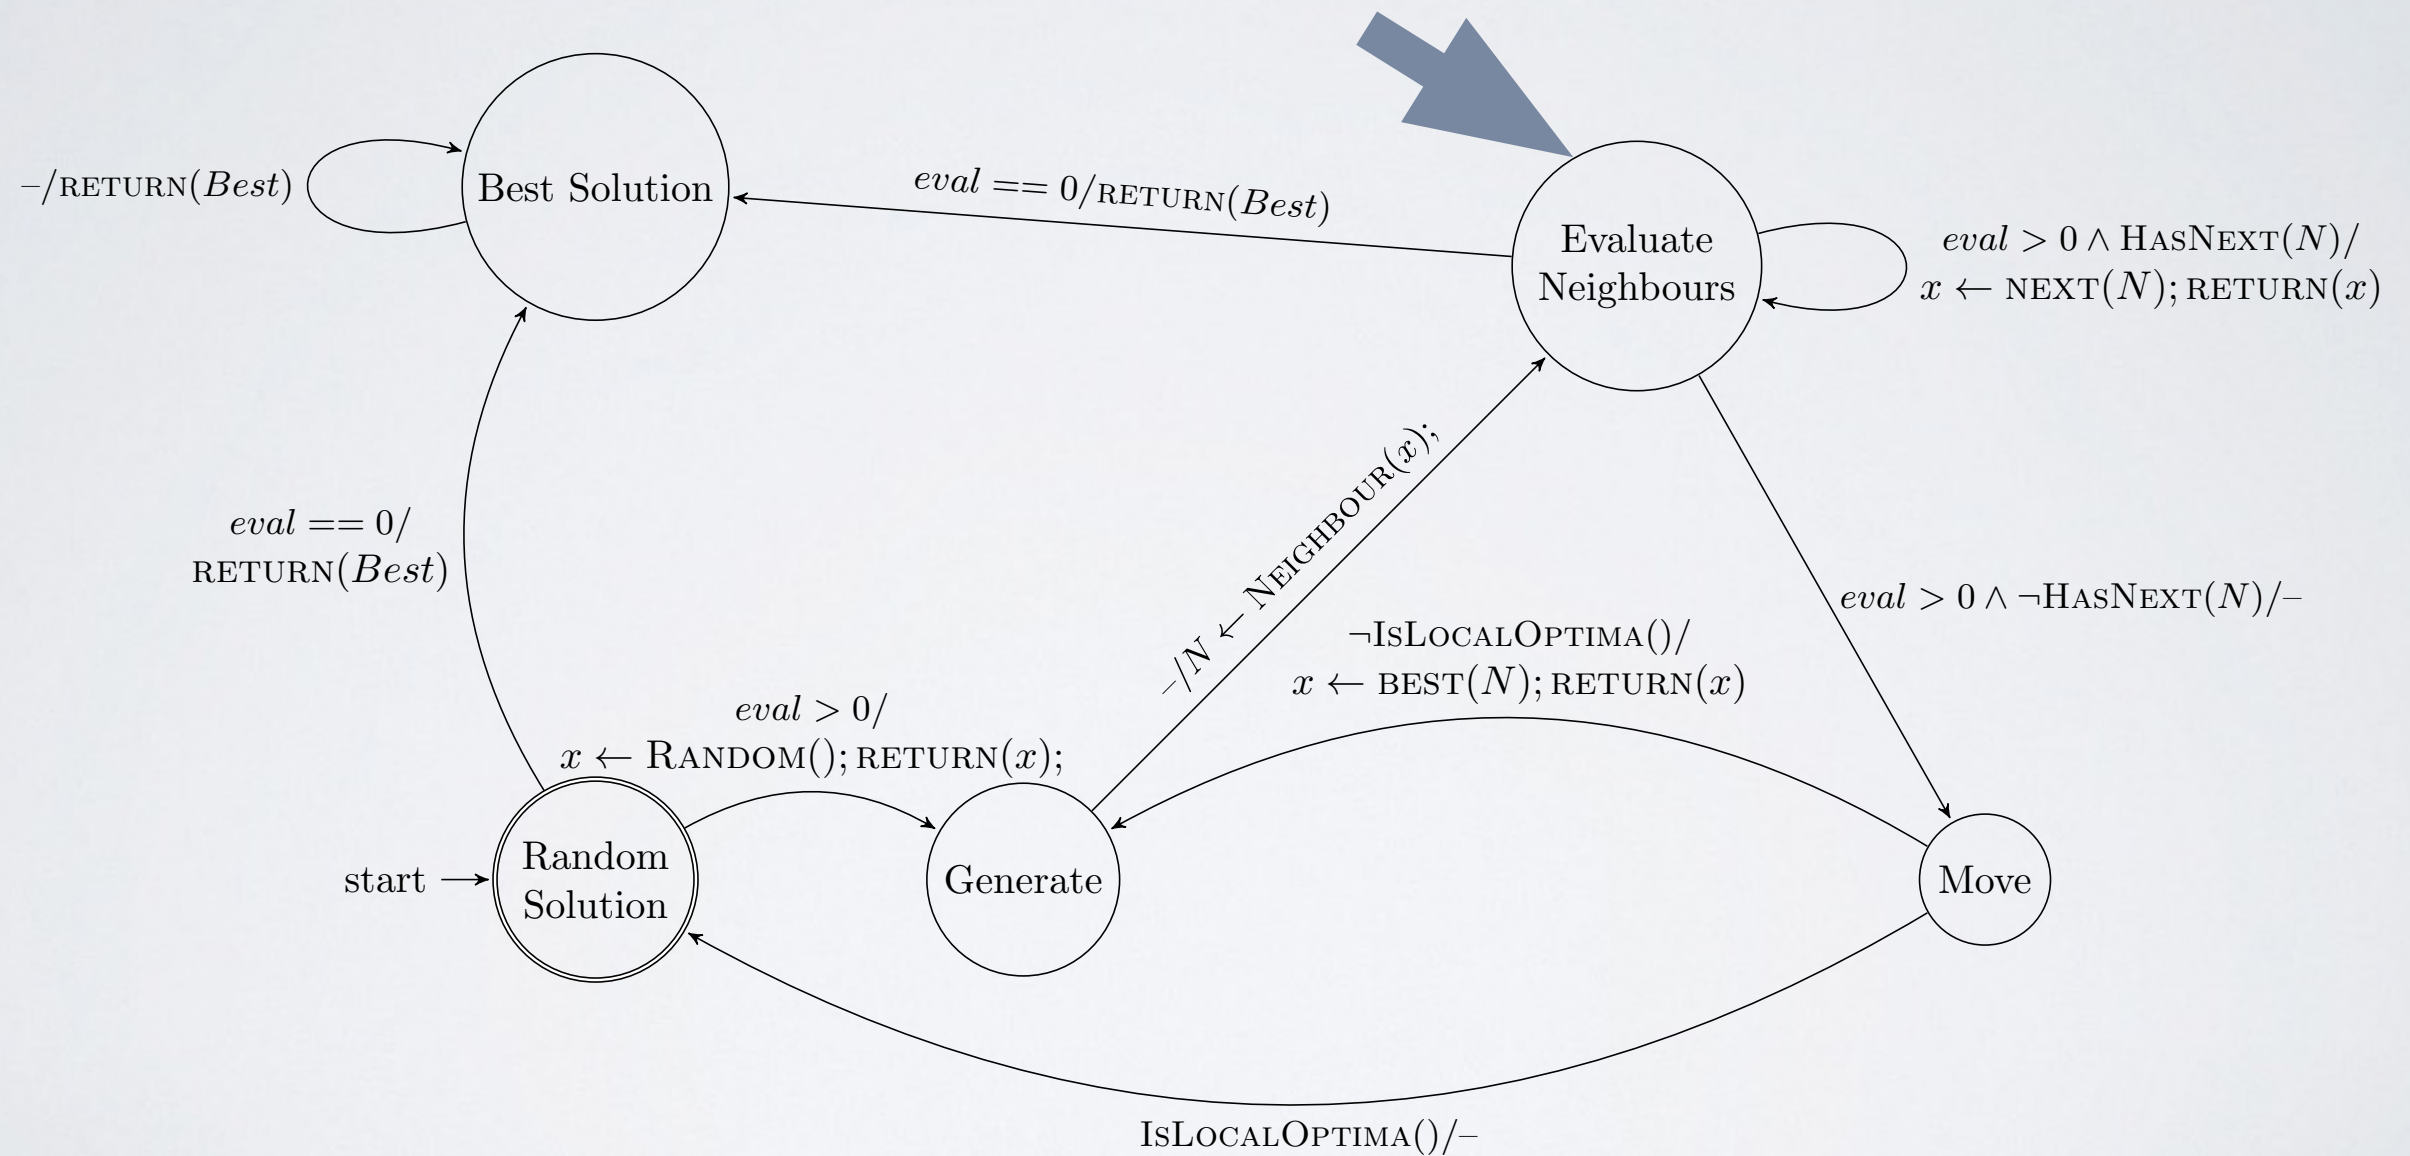 Best Solution
–/RETURN(Best)
eval == 0/RETURN(Best)
Evaluate
Neighbours
eval > 0 ∧ HASNEXT(N)/
x ← NEXT(N); RETURN(x)
eval == 0/
RETURN(Best)
–/N ← NEIGHBOUR(x);
eval > 0 ∧ ¬HASNEXT(N)/–
¬ISLOCALOPTIMA()/
x ← BEST(N); RETURN(x)
eval > 0/
x ← RANDOM(); RETURN(x);
start
Random
Solution
Generate
Move
ISLOCALOPTIMA()/–